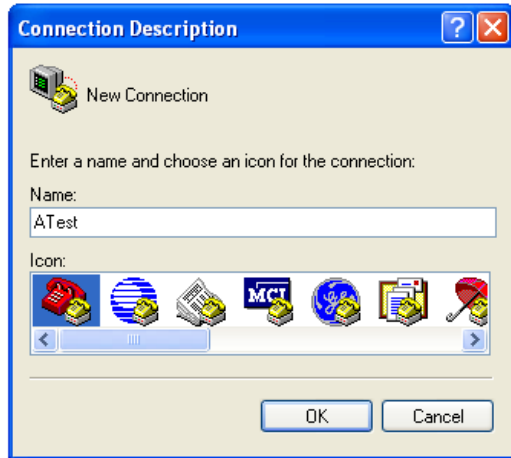 Connection Description
New Connection
Enter a name and choose an icon for the connection:
Name:
ATest
Icon:
MCI
OK Cancel